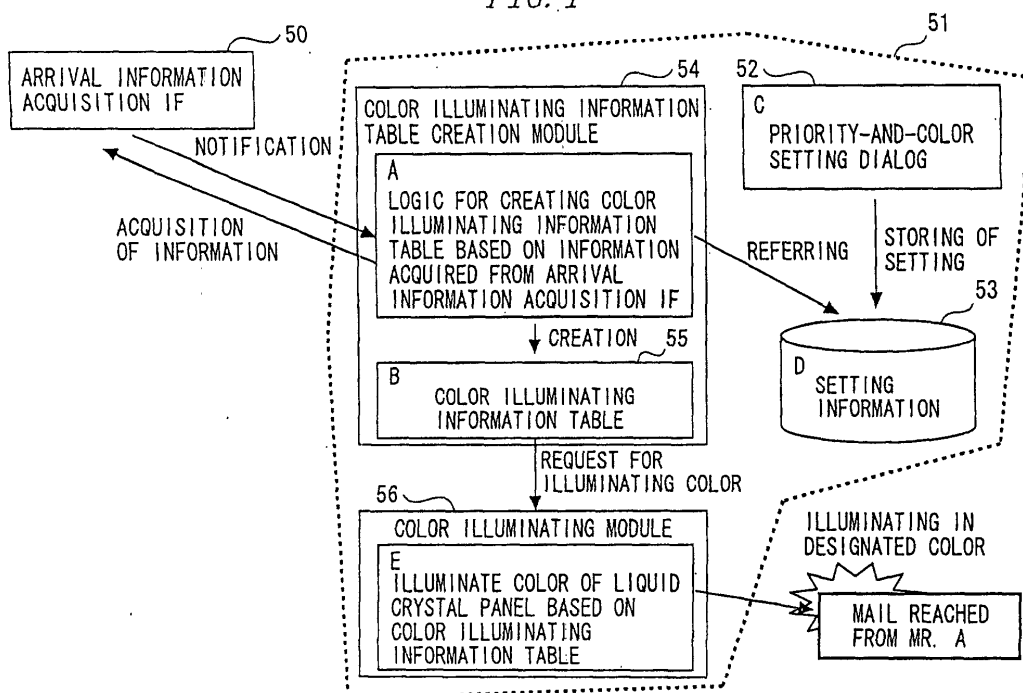 FIG. 1
50
ARRIVAL INFORMATION
ACQUISITION IF
NOTIFICATION
ACQUISITION
OF INFORMATION
51
54
COLOR ILLUMINATING INFORMATION
TABLE CREATION MODULE
A
LOGIC FOR CREATING COLOR
ILLUMINATING INFORMATION
TABLE BASED ON INFORMATION
ACQUIRED FROM ARRIVAL
INFORMATION ACQUISITION IF
CREATION
55
B
COLOR ILLUMINATING
INFORMATION TABLE
52
C
PRIORITY-AND-COLOR
SETTING DIALOG
REFERRING
STORING OF
SETTING
53
D
SETTING
INFORMATION
REQUEST FOR
ILLUMINATING COLOR
56
COLOR ILLUMINATING MODULE
E
ILLUMINATE COLOR OF LIQUID
CRYSTAL PANEL BASED ON
COLOR ILLUMINATING
INFORMATION TABLE
ILLUMINATING IN
DESIGNATED COLOR
MAIL REACHED
FROM MR. A